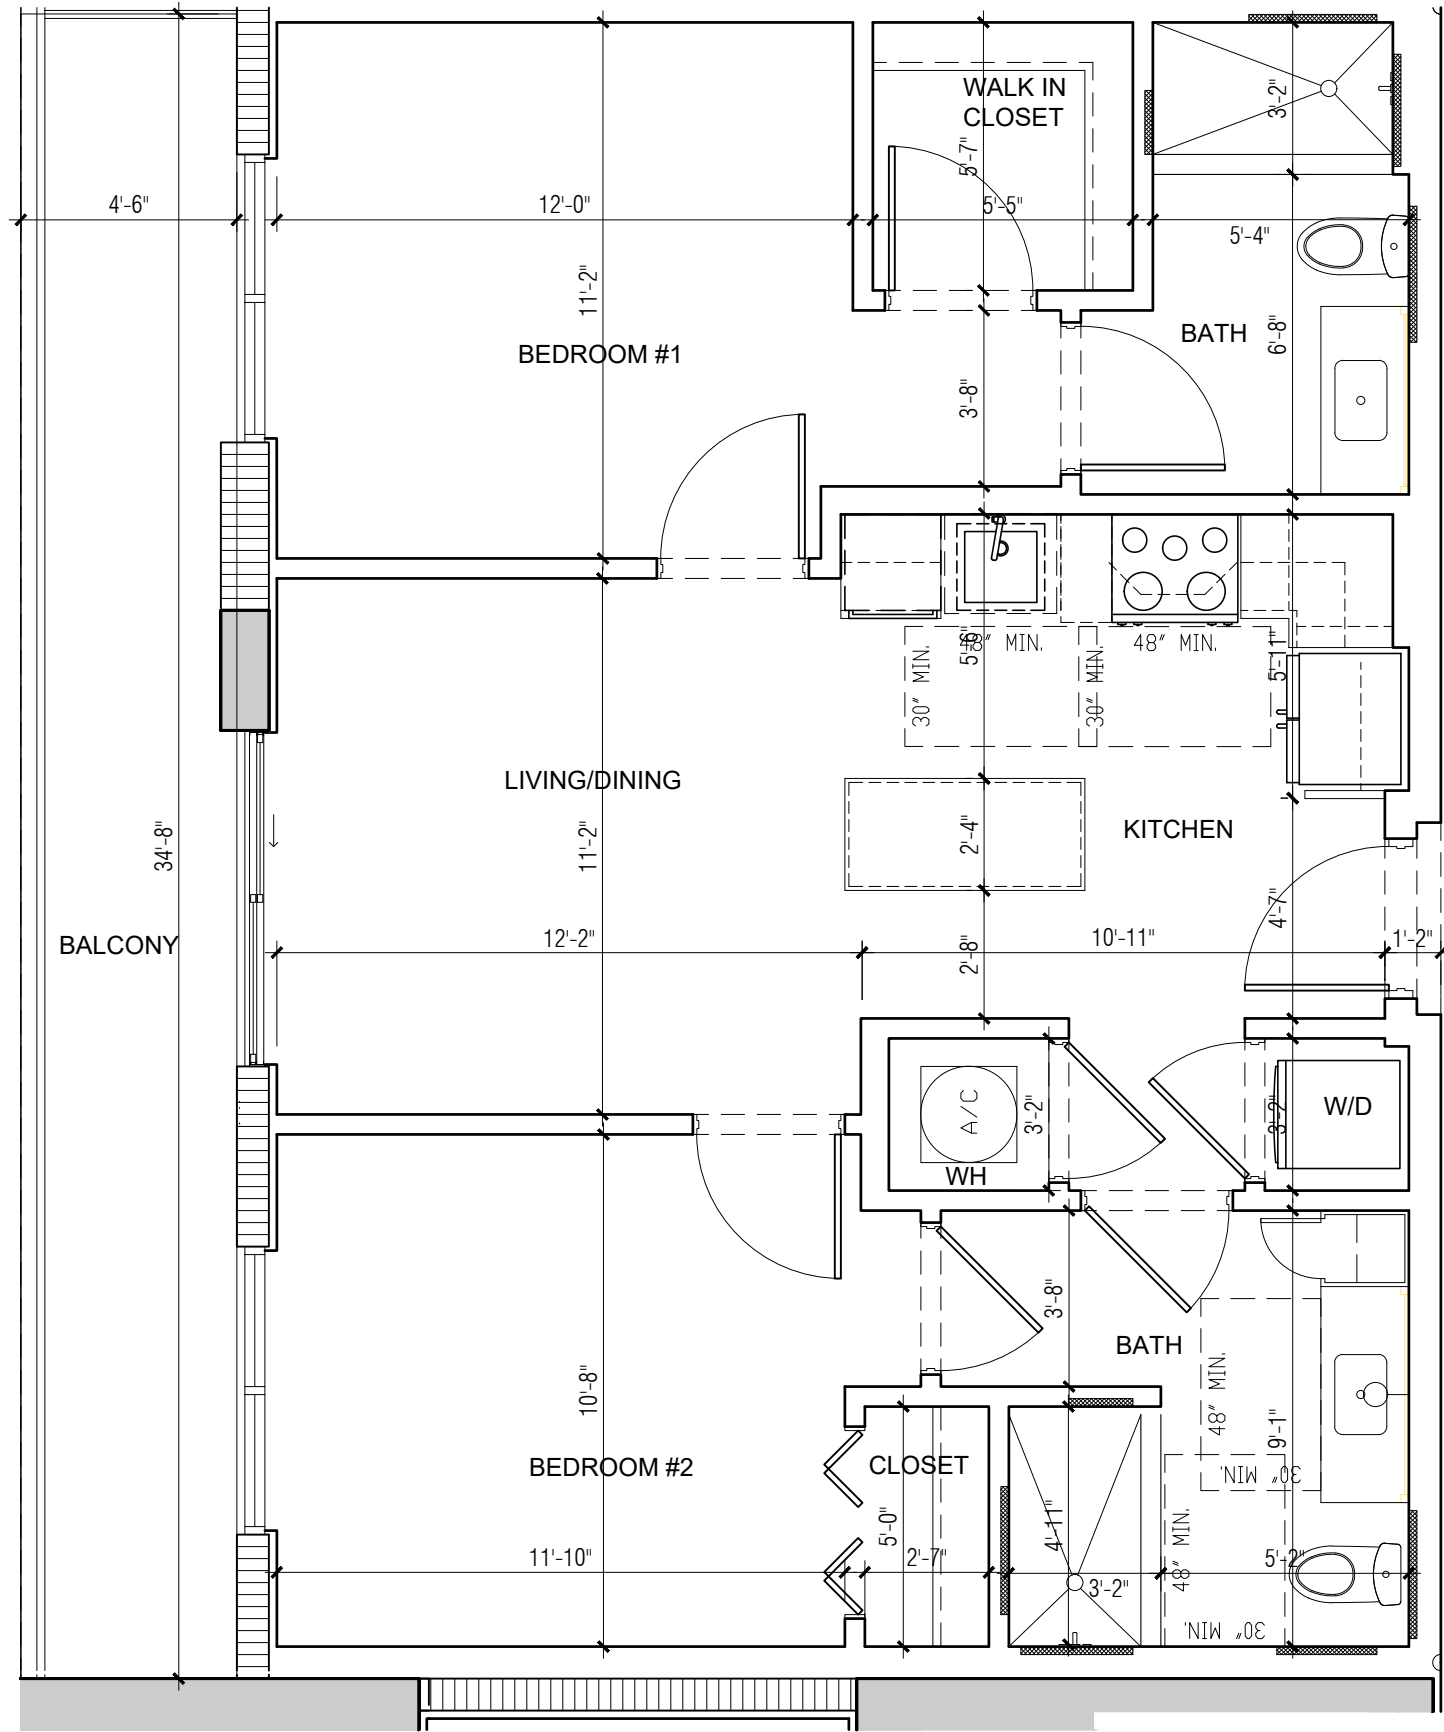 WALK IN
CLOSET
3'-2"
5'-7"
4'-6"
12'-0"
5'-5"
5'-4"
11'-2"
BATH
6'-8"
BEDROOM #1
3'-8"
48" MIN.
48" MIN.
5'-6"
5'-11"
30" MIN.
30" MIN.
LIVING/DINING
KITCHEN
2'-4"
11'-2"
34'-8"
4'-7"
BALCONY
12'-2"
10'-11"
1'-2"
2'-8"
A/C
3'-2"
3'-2"
W/D
WH
3'-8"
BATH
10'-8"
48" MIN.
9'-1"
BEDROOM #2
CLOSET
30" MIN.
5'-0"
4'-11"
48" MIN.
11'-10"
2'-7"
5'-2"
3'-2"
30" MIN.